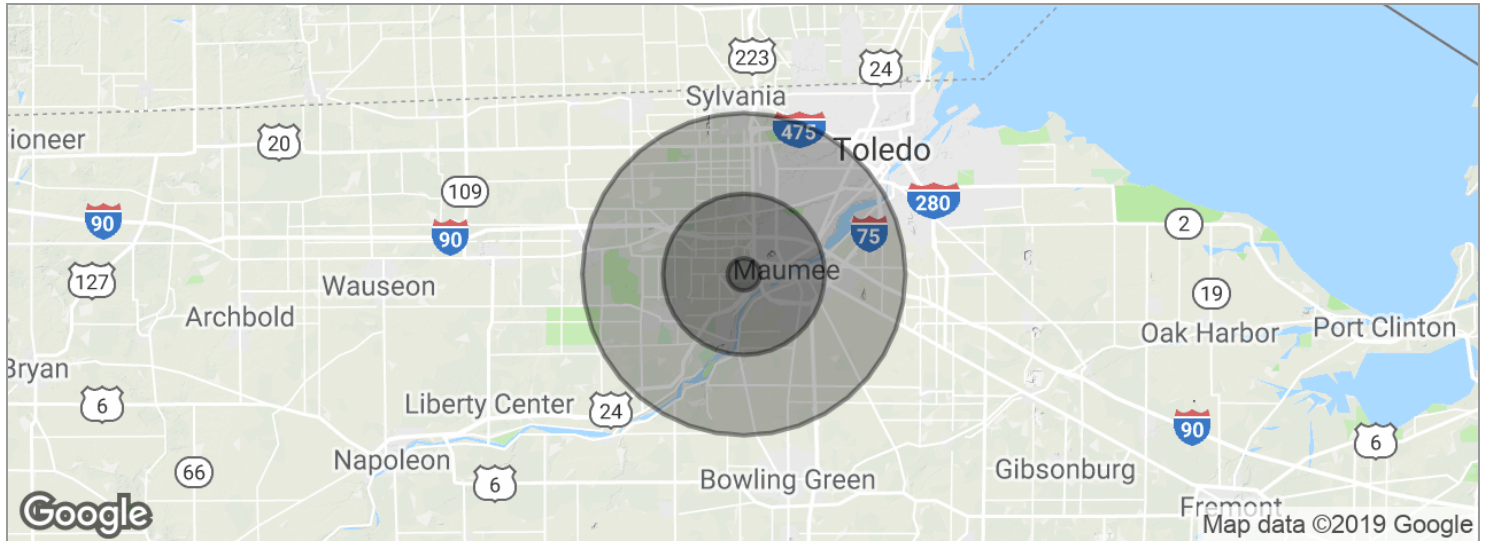 223
24
Sylvania
475
ioneer
20
Toledo
109
90
280
2
90
75
127
Maumee
Wauseon
19
Archbold
Oak Harbor
Port Clinton
Bryan
6
Liberty Center
24
90
6
Napoleon
66
6
Bowling Green
Gibsonburg
Fremont
Google
Map data ©2019 Google